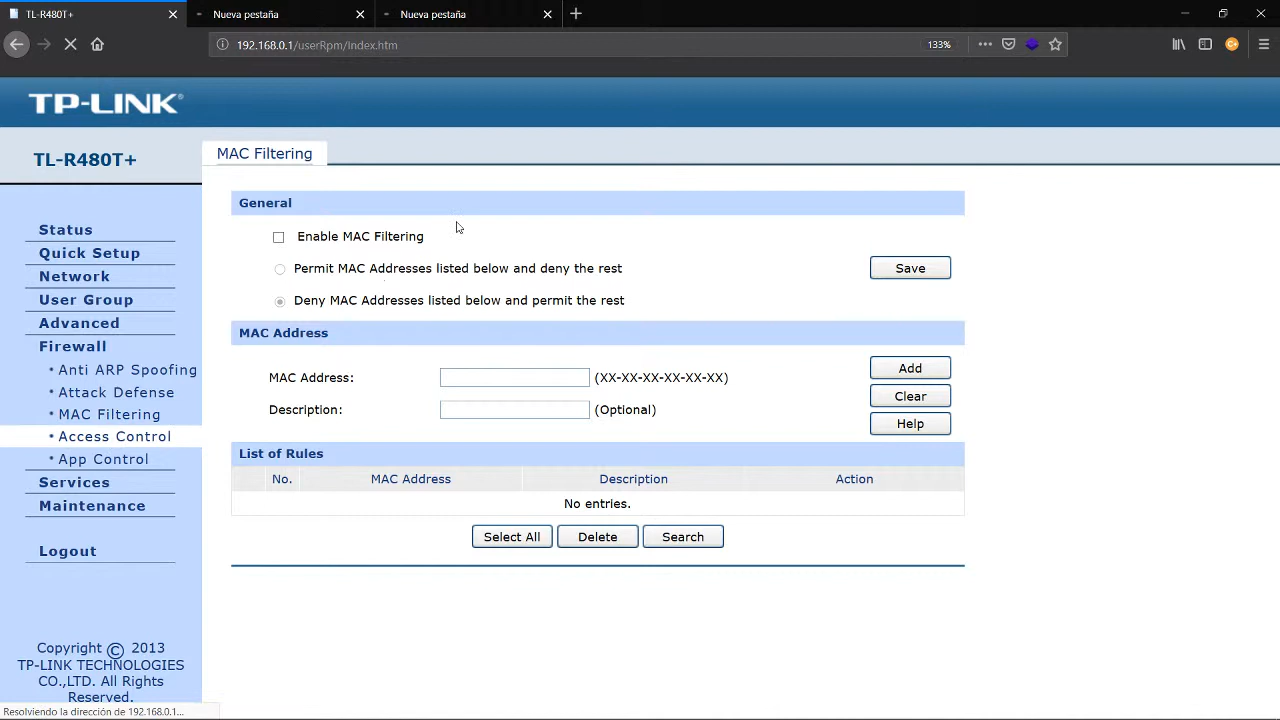 TL-R480T+
Nueva pestaña
Nueva pestaña
192.168.0.1/userRpm/Index.htm
133%
TP-LINK®
TL-R480T+
MAC Filtering
Status
Quick Setup
Network
User Group
Advanced
Firewall
• Anti ARP Spoofing
• Attack Defense
• MAC Filtering
• Access Control
• App Control
Services
Maintenance
Logout
Copyright © 2013
TP-LINK TECHNOLOGIES
CO.,LTD. All Rights
Reserved.
General
Enable MAC Filtering
Permit MAC Addresses listed below and deny the rest
Save
Deny MAC Addresses listed below and permit the rest
MAC Address
MAC Address: (XX-XX-XX-XX-XX-XX)
Add
Clear
Description: (Optional)
Help
List of Rules
No. MAC Address Description Action
No entries.
Select All Delete Search
Resolviendo la dirección de 192.168.0.1...